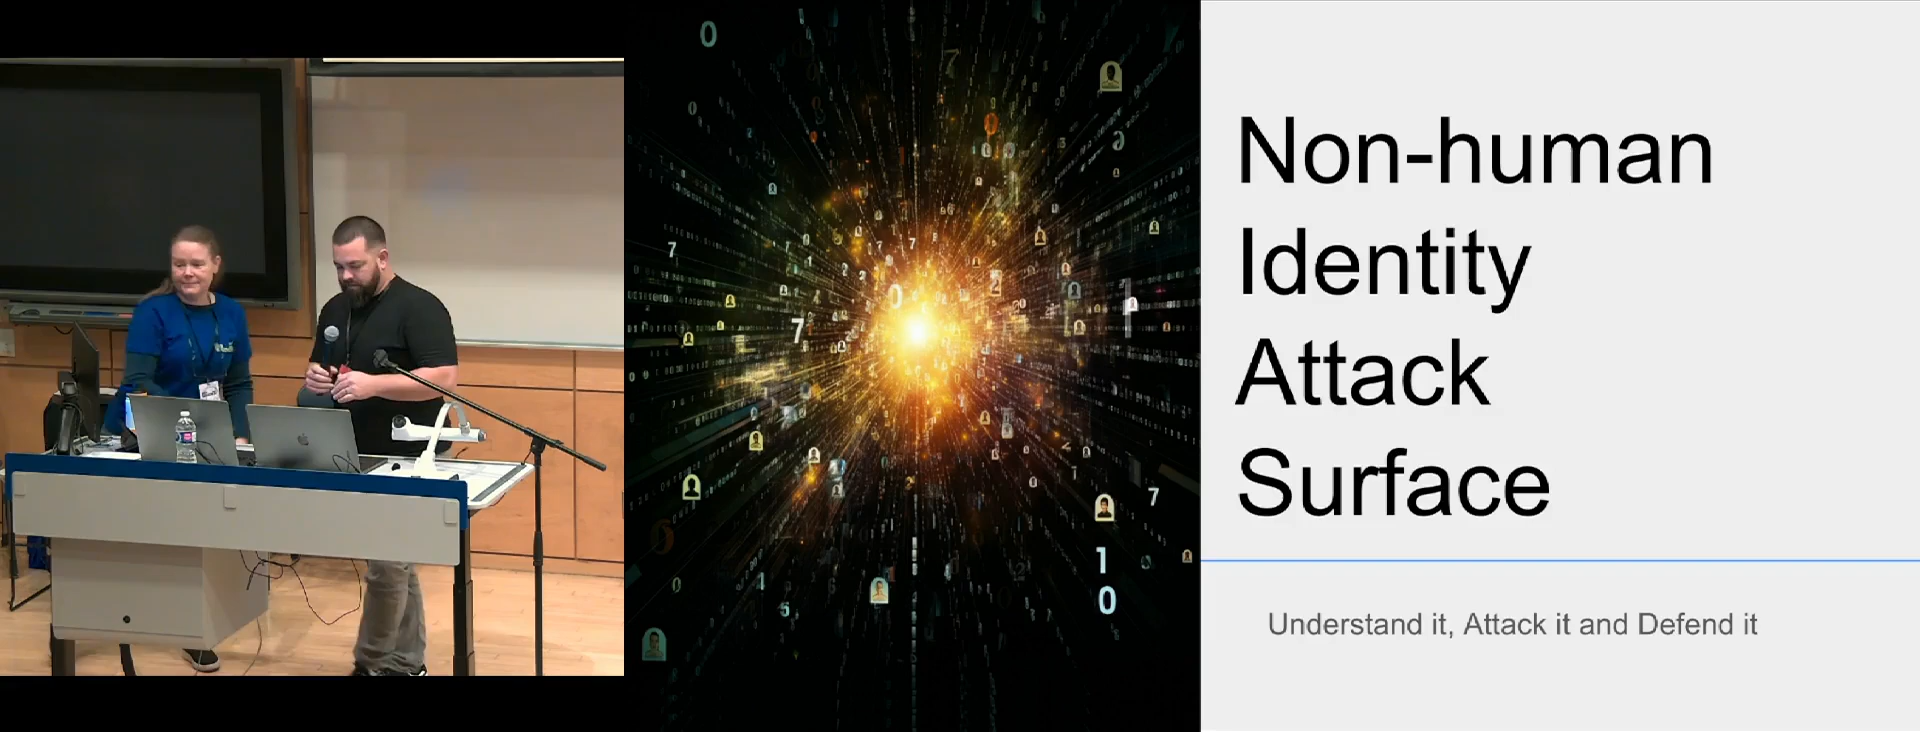 Non-human
Identity
Attack
Surface
Understand it, Attack it and Defend it